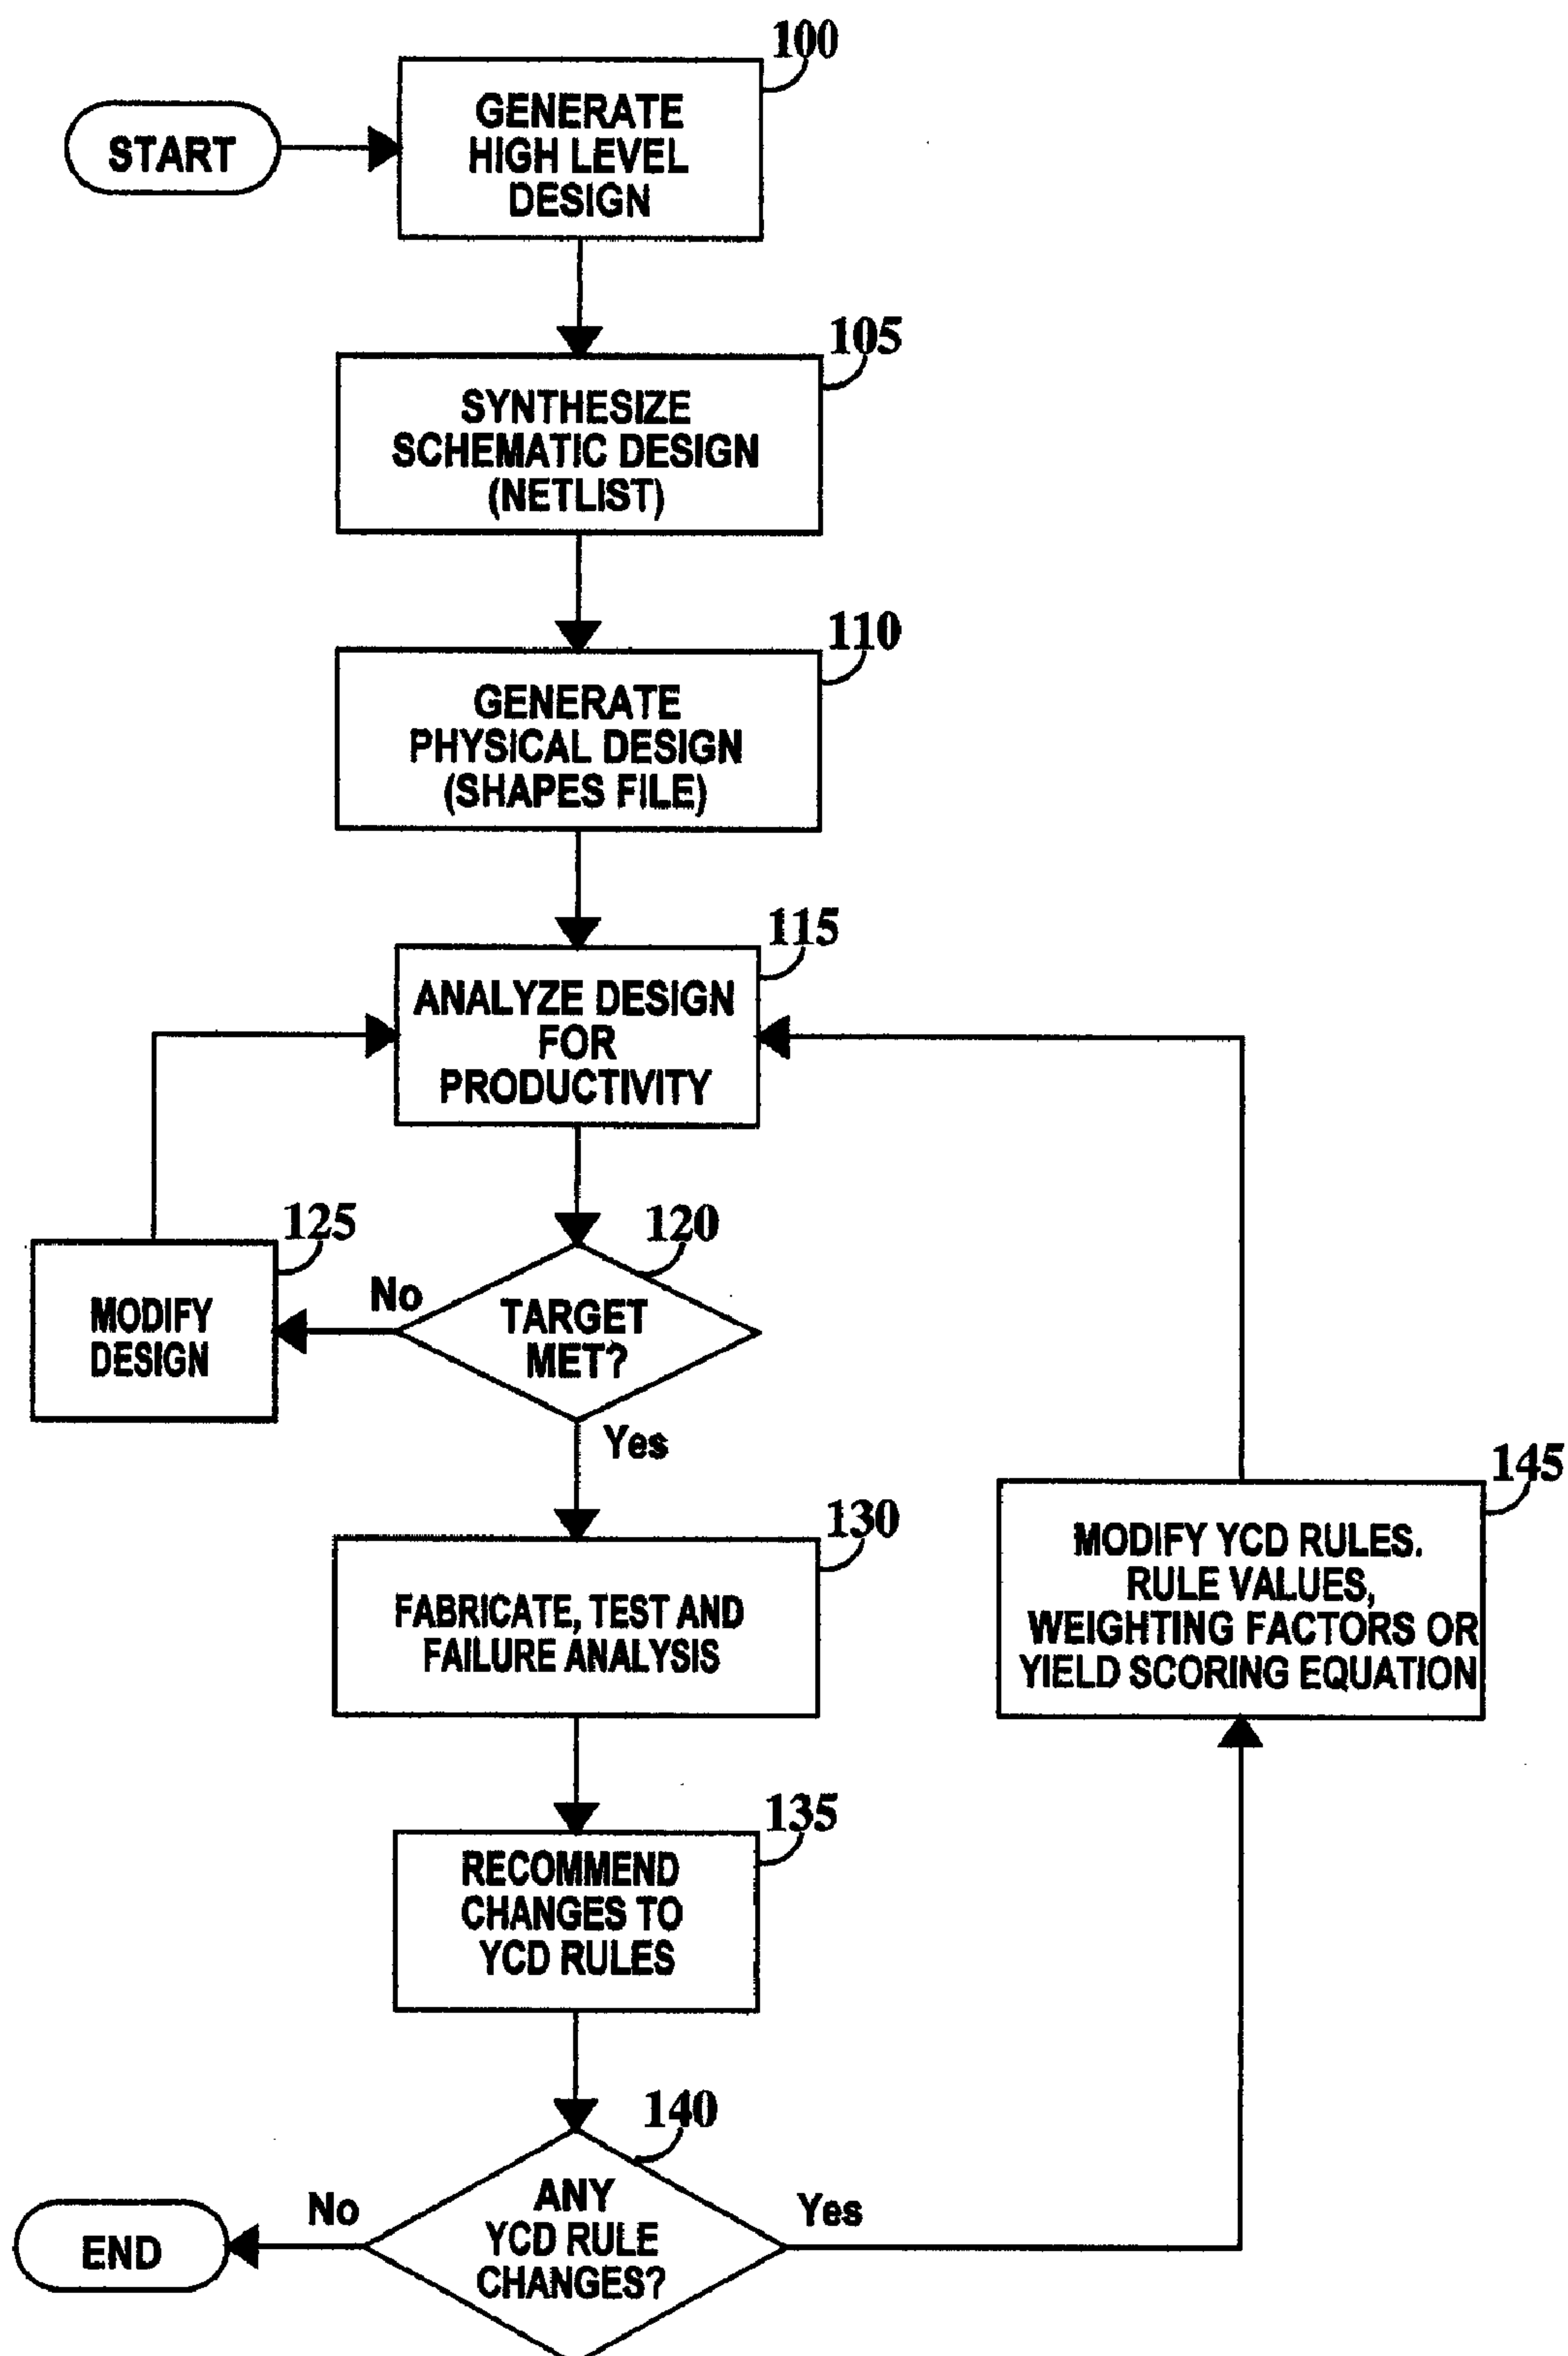 100
START
GENERATE
HIGH LEVEL
DESIGN
105
SYNTHESIZE
SCHEMATIC DESIGN
(NETLIST)
110
GENERATE
PHYSICAL DESIGN
(SHAPES FILE)
115
ANALYZE DESIGN
FOR
PRODUCTIVITY
125
MODIFY
DESIGN
No
120
TARGET
MET?
Yes
130
FABRICATE, TEST AND
FAILURE ANALYSIS
145
MODIFY YCD RULES.
RULE VALUES,
WEIGHTING FACTORS OR
YIELD SCORING EQUATION
135
RECOMMEND
CHANGES TO
YCD RULES
140
ANY
YCD RULE
CHANGES?
No
END
Yes